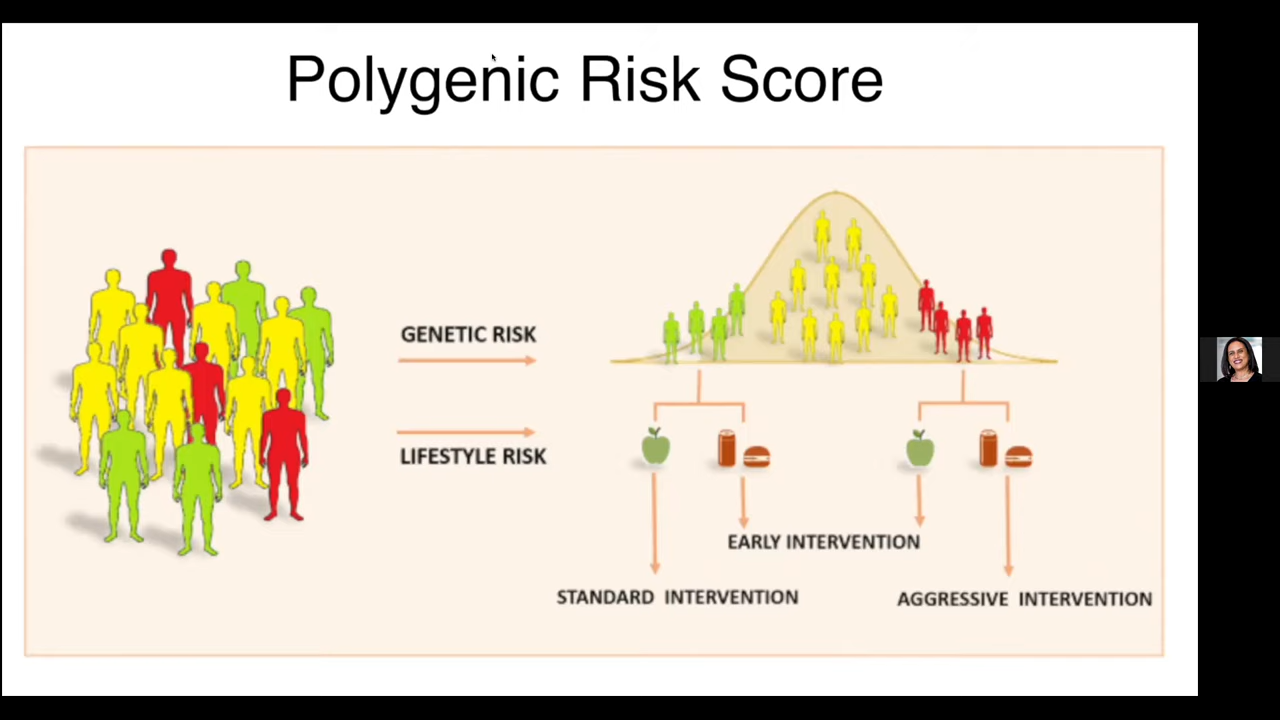 Polygenic Risk Score
GENETIC RISK
LIFESTYLE RISK
EARLY INTERVENTION
STANDARD INTERVENTION
AGGRESSIVE INTERVENTION